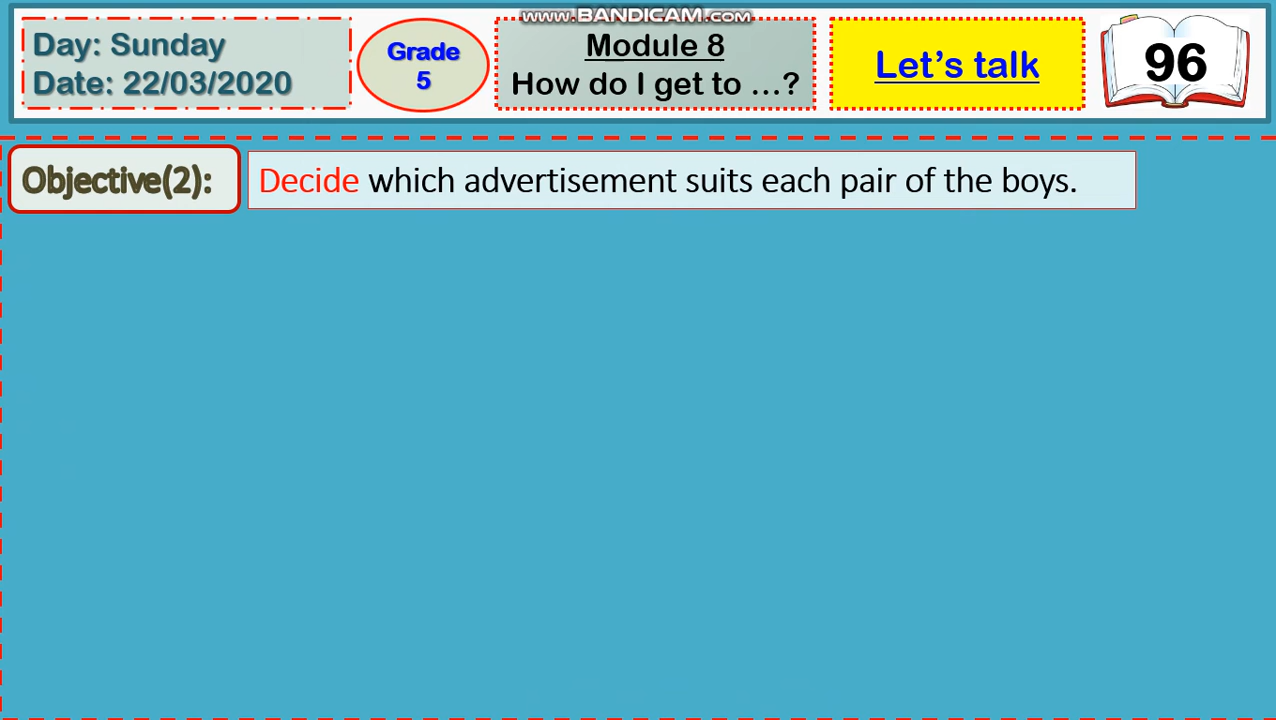 www.BANDICAM.com
Day: Sunday
Date: 22/03/2020
Grade
5
Module 8
How do I get to ...?
Let’s talk
96
Objective(2):
Decide which advertisement suits each pair of the boys.